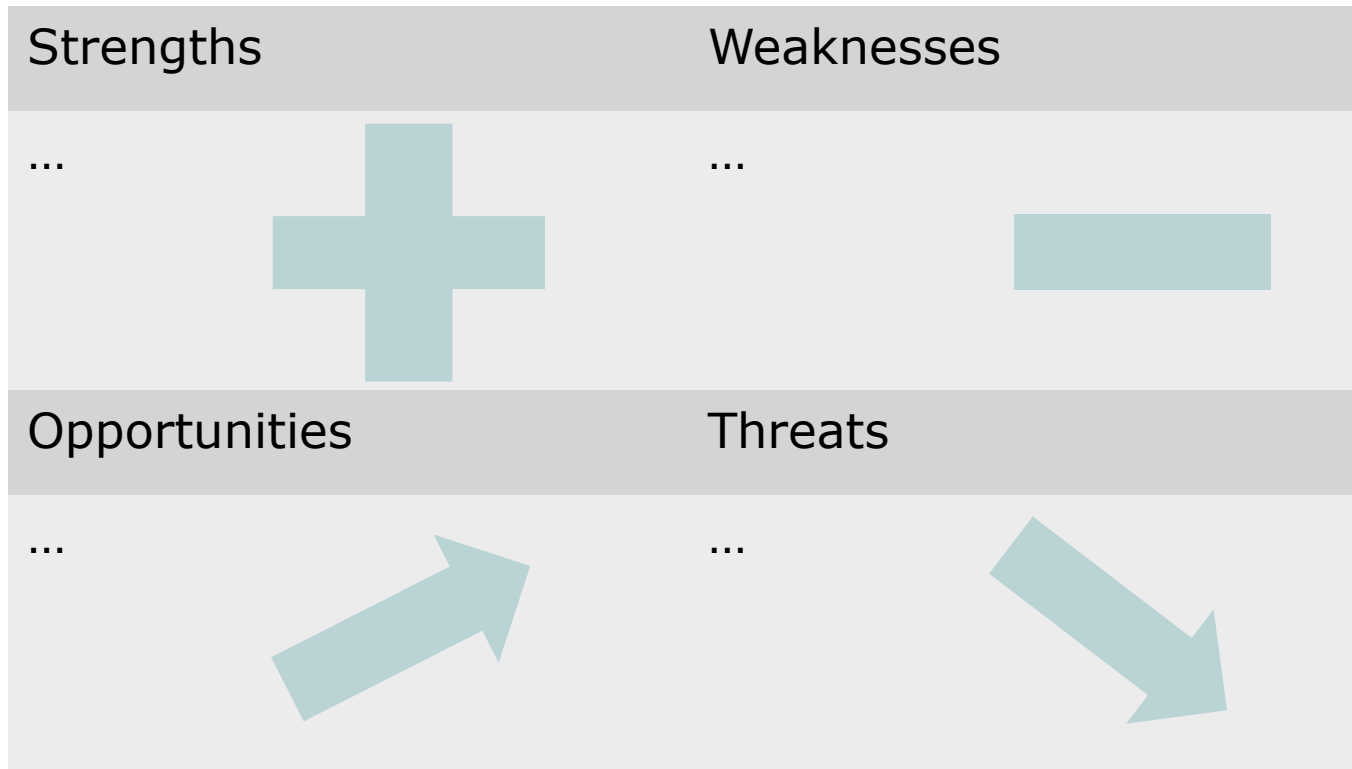 Strengths
Weaknesses
…
…
Opportunities
Threats
…
…